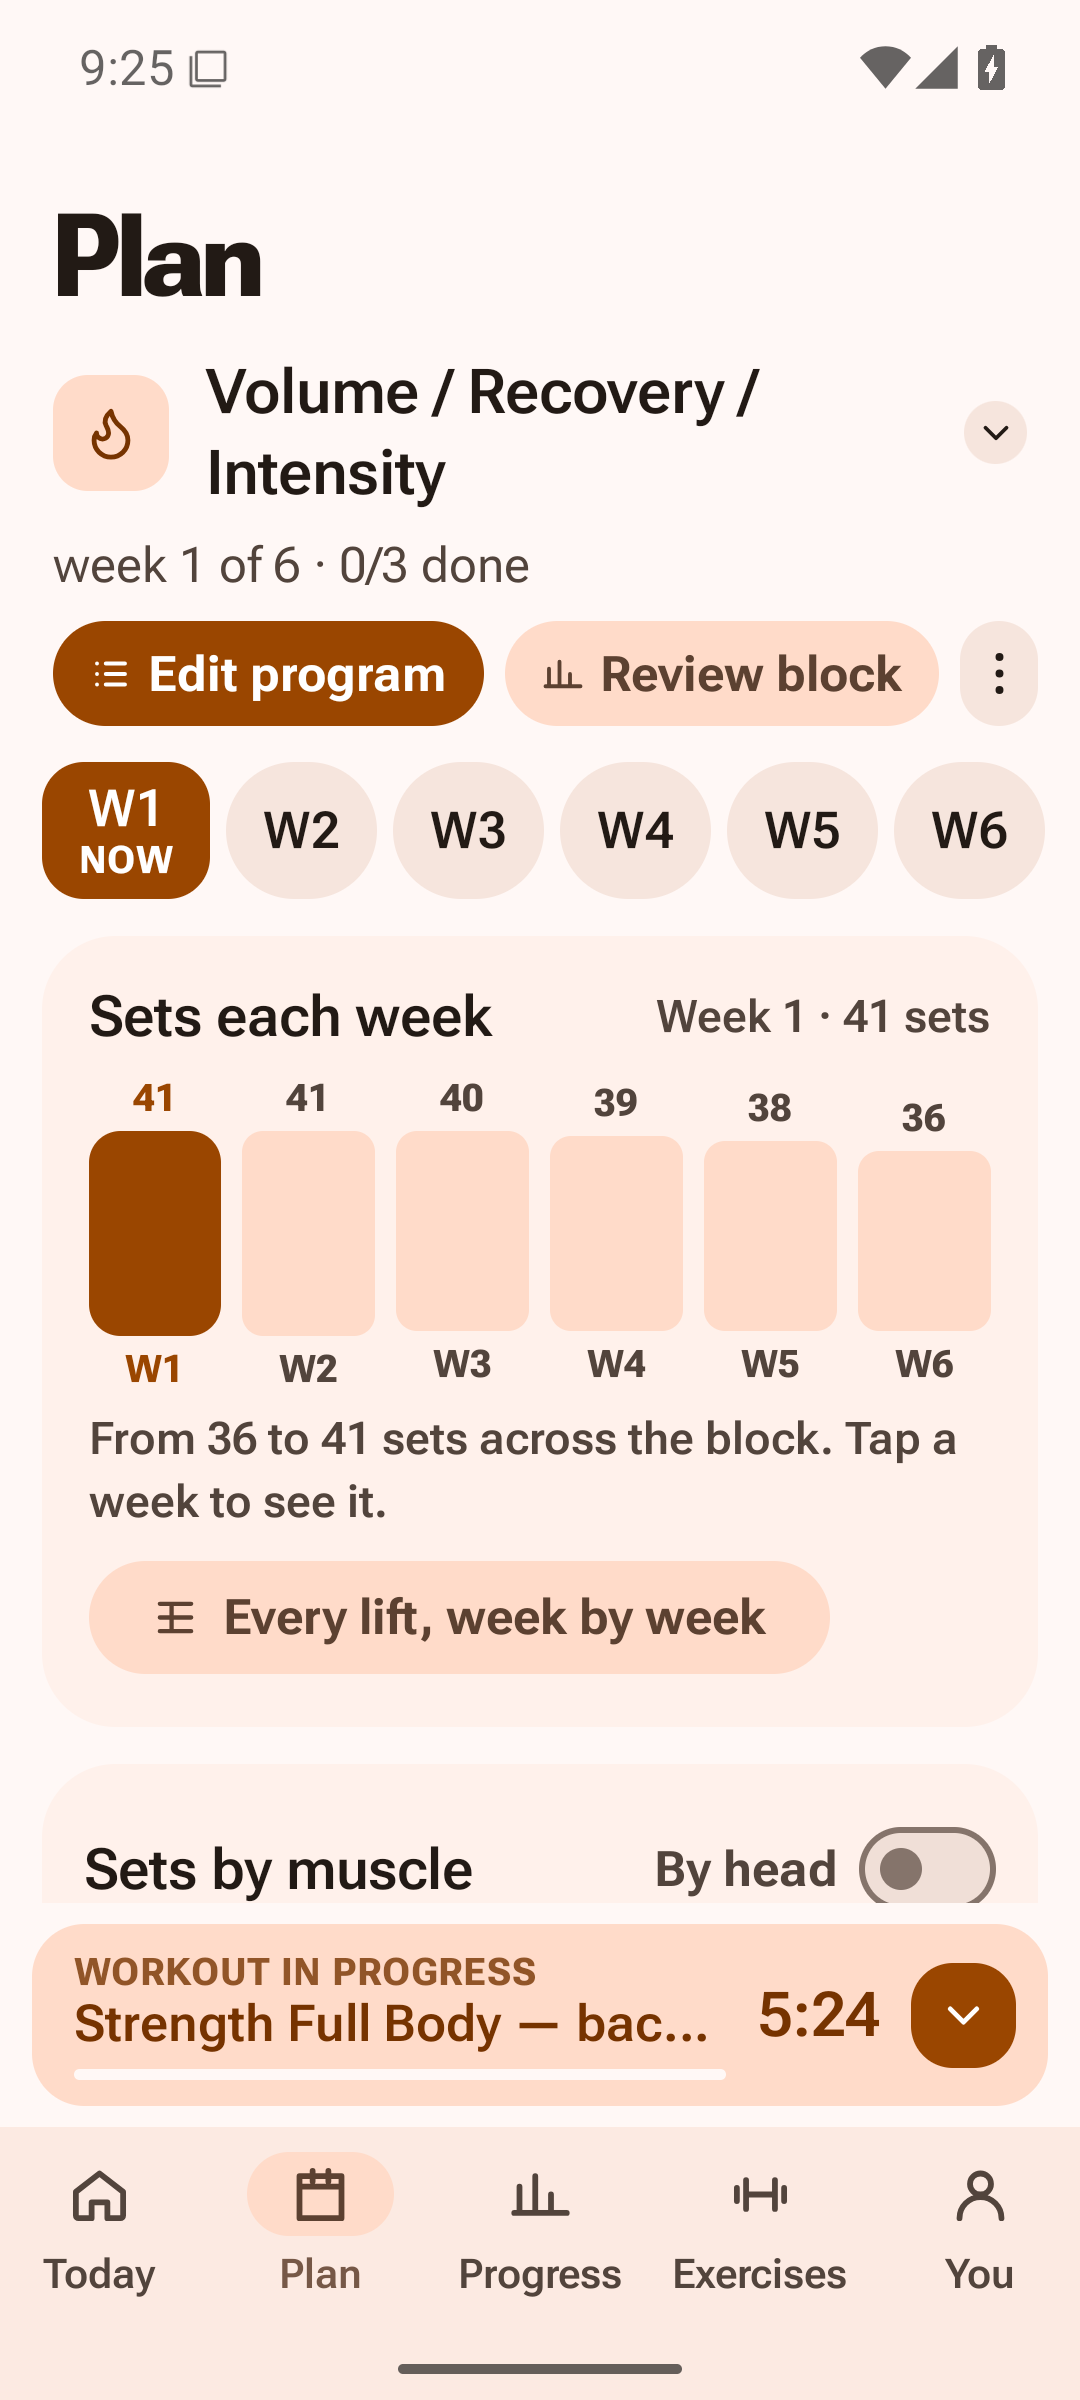 9:25
Plan
Volume / Recovery /
Intensity
week 1 of 6 · 0/3 done
Edit program
Review block
W1
NOW
W2
W3
W4
W5
W6
Sets each week
Week 1 · 41 sets
41
41
40
39
38
36
W1
W2
W3
W4
W5
W6
From 36 to 41 sets across the block. Tap a
week to see it.
Every lift, week by week
Sets by muscle
By head
WORKOUT IN PROGRESS
Strength Full Body — bac...
5:24
Today
Plan
Progress
Exercises
You